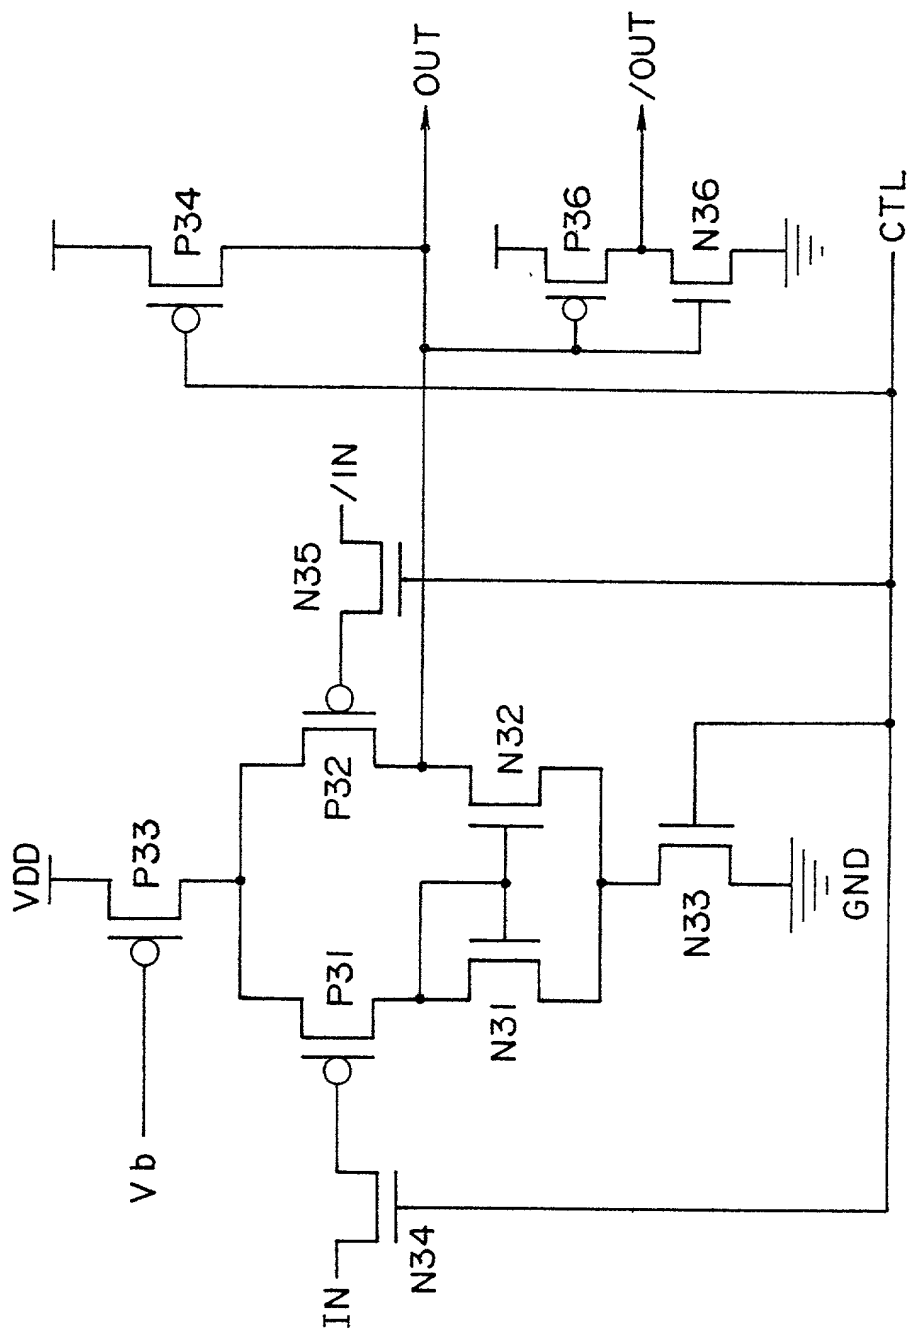 VDD
P33
Vb
P31
P32
N35
/IN
P34
OUT
P36
/OUT
N36
IN
N34
N31
N32
N33
GND
CTL